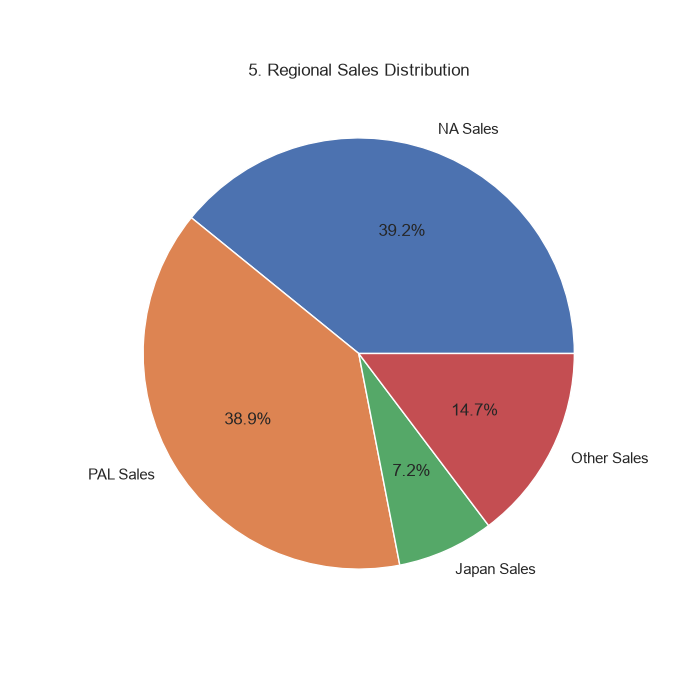 5. Regional Sales Distribution
NA Sales
39.2%
38.9%
PAL Sales
7.2%
Japan Sales
14.7%
Other Sales